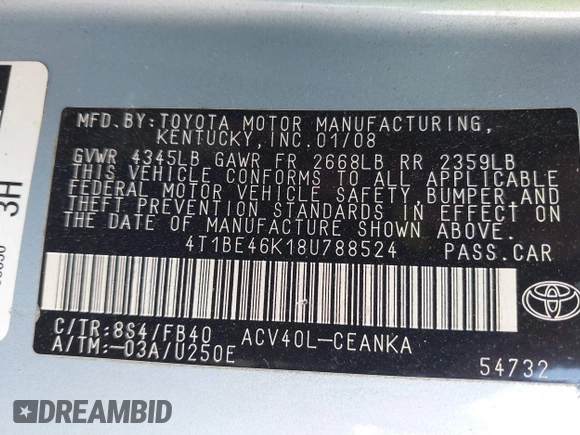 MFD.BY:TOYOTA MOTOR MANUFACTURING,
KENTUCKY,INC.01/08
GVWR 4345LB GAWR FR 2668LB RR 2359LB
THIS VEHICLE CONFORMS TO ALL APPLICABLE
FEDERAL MOTOR VEHICLE SAFETY,BUMPER,AND
THEFT PREVENTION STANDARDS IN EFFECT ON
THE DATE OF MANUFACTURE SHOWN ABOVE.
4T1BE46K18U788524 PASS.CAR
C/TR:8S4/FB40 ACV40L-CEANKA
A/TM:-03A/U250E
54732
TOYOTA
3H
DREAMBID